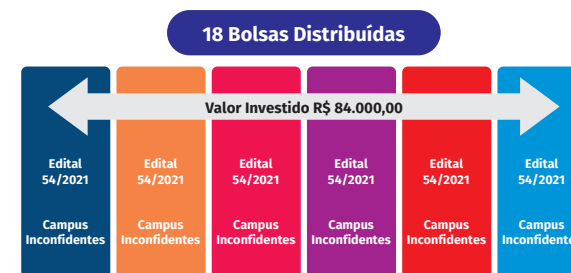 18 Bolsas Distribuídas
Valor Investido R$ 84.000,00
Edital
54/2021
Campus
Inconfidentes
Edital
54/2021
Campus
Inconfidentes
Edital
54/2021
Campus
Inconfidentes
Edital
54/2021
Campus
Inconfidentes
Edital
54/2021
Campus
Inconfidentes
Edital
54/2021
Campus
Inconfidente